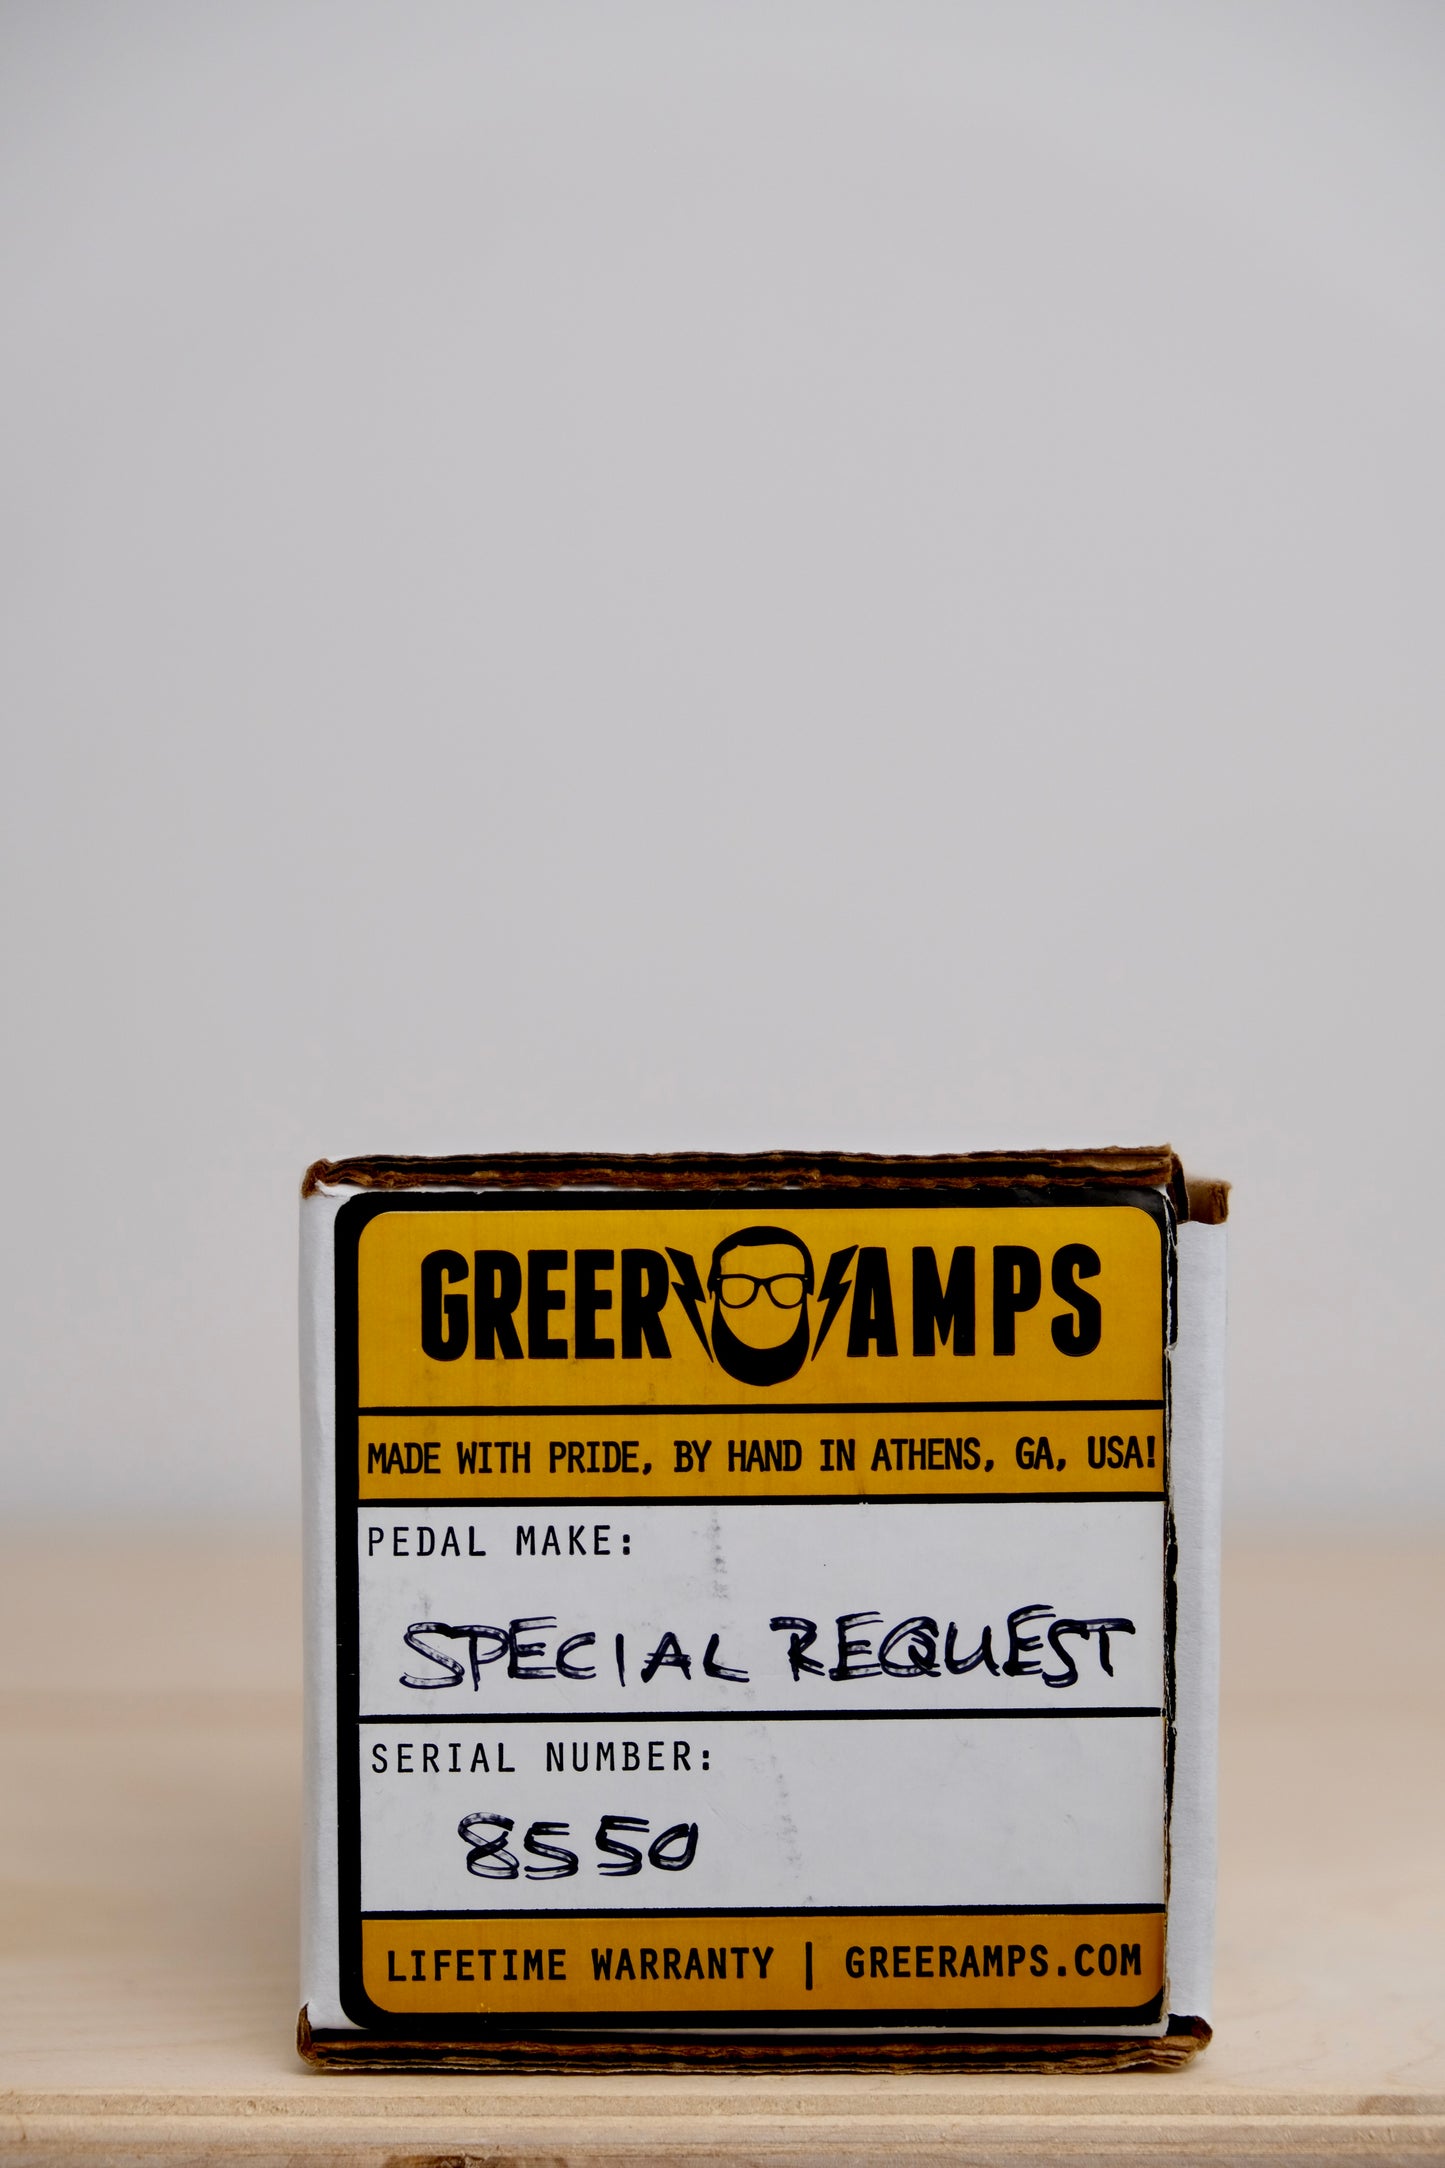 GREER AMPS
MADE WITH PRIDE, BY HAND IN ATHENS, GA, USA!
PEDAL MAKE:
SPECIAL REQUEST
SERIAL NUMBER:
8550
LIFETIME WARRANTY | GREERAMPS.COM